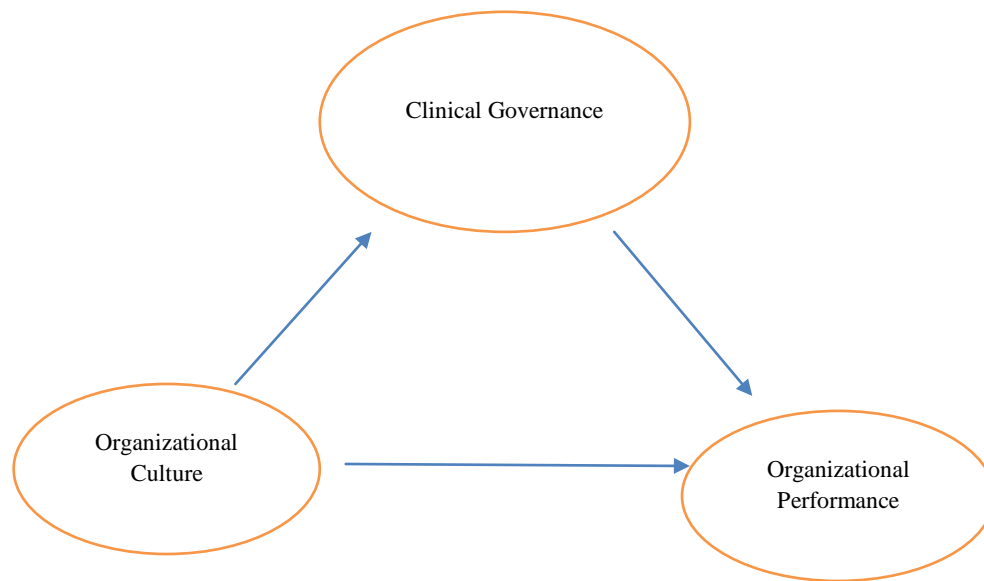 Clinical Governance
Organizational
Culture
Organizational
Performance